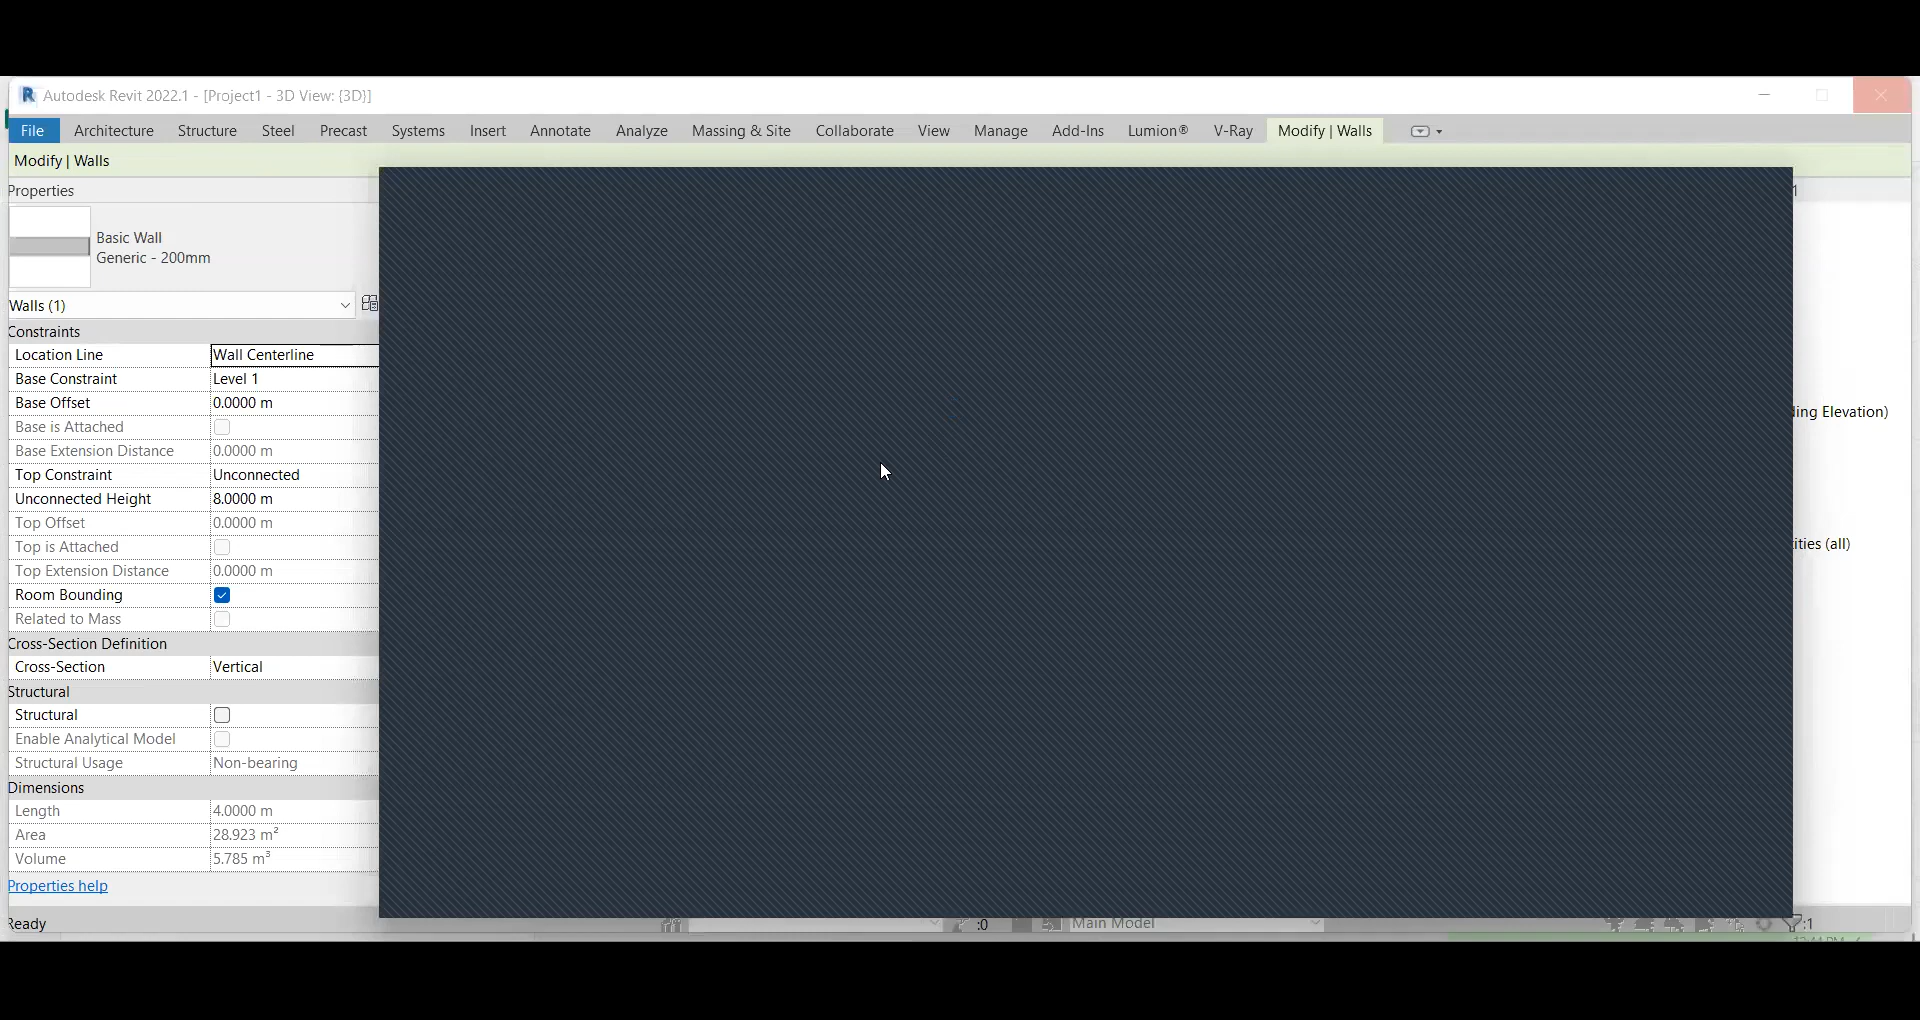 Autodesk Revit 2022.1 - [Project1 - 3D View: {3D}]
File Architecture Structure Steel Precast Systems Insert Annotate Analyze Massing & Site Collaborate View Manage Add-Ins Lumion® V-Ray Modify | Walls
Modify | Walls
Properties
Basic Wall
Generic - 200mm
Walls (1)
Constraints
Location Line Wall Centerline
Base Constraint Level 1
Base Offset 0.0000 m
Base is Attached
Base Extension Distance 0.0000 m
Top Constraint Unconnected
Unconnected Height 8.0000 m
Top Offset 0.0000 m
Top is Attached
Top Extension Distance 0.0000 m
Room Bounding
Related to Mass
Cross-Section Definition
Cross-Section Vertical
Structural
Structural
Enable Analytical Model
Structural Usage Non-bearing
Dimensions
Length 4.0000 m
Area 28.923 m²
Volume 5.785 m³
Properties help
Ready
:0
Main Model
:1
1
ing Elevation)
ities (all)